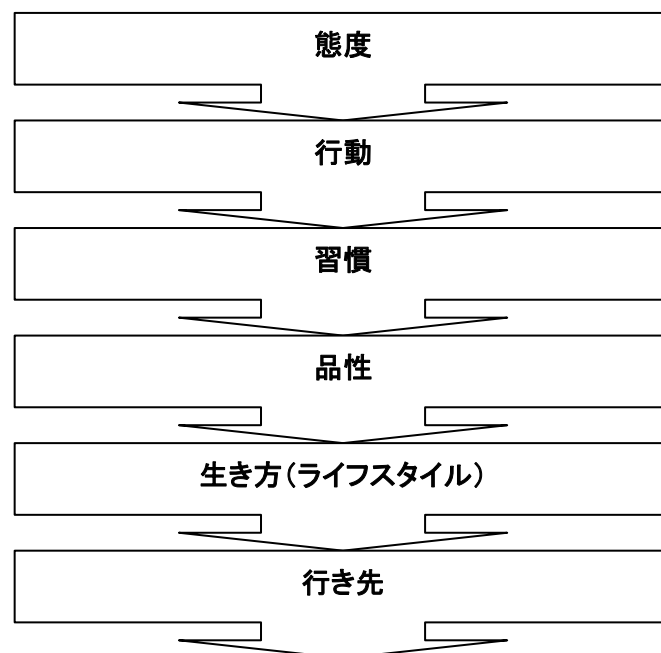 態度
行動
習慣
品性
生き方（ライフスタイル）
行き先